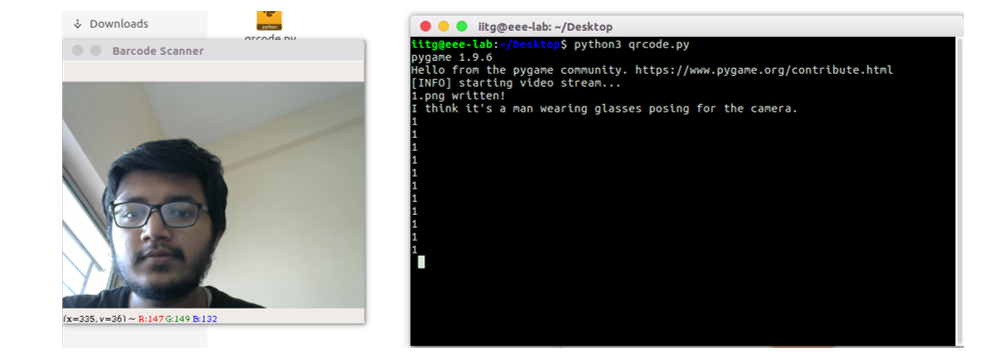 Downloads
python
qrcode.py
Barcode Scanner
(x=335, y=36) ~ R:147 G:149 B:132
iitg@eee-lab: ~/Desktop
iitg@eee-lab:~/Desktop$ python3 qrcode.py
pygame 1.9.6
Hello from the pygame community. https://www.pygame.org/contribute.html
[INFO] starting video stream...
1.png written!
I think it's a man wearing glasses posing for the camera.
1
1
1
1
1
1
1
1
1
1
1